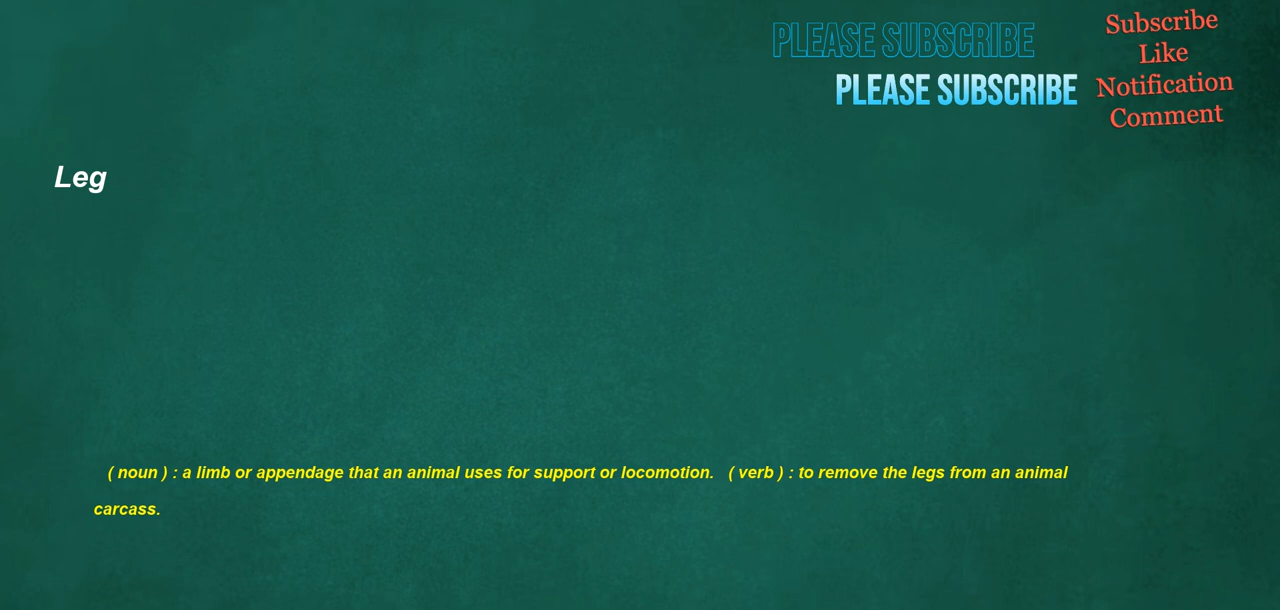 PLEASE SUBSCRIBE
PLEASE SUBSCRIBE
Subscribe
Like
Notification
Comment
Leg
( noun ) : a limb or appendage that an animal uses for support or locomotion. ( verb ) : to remove the legs from an animal
carcass.